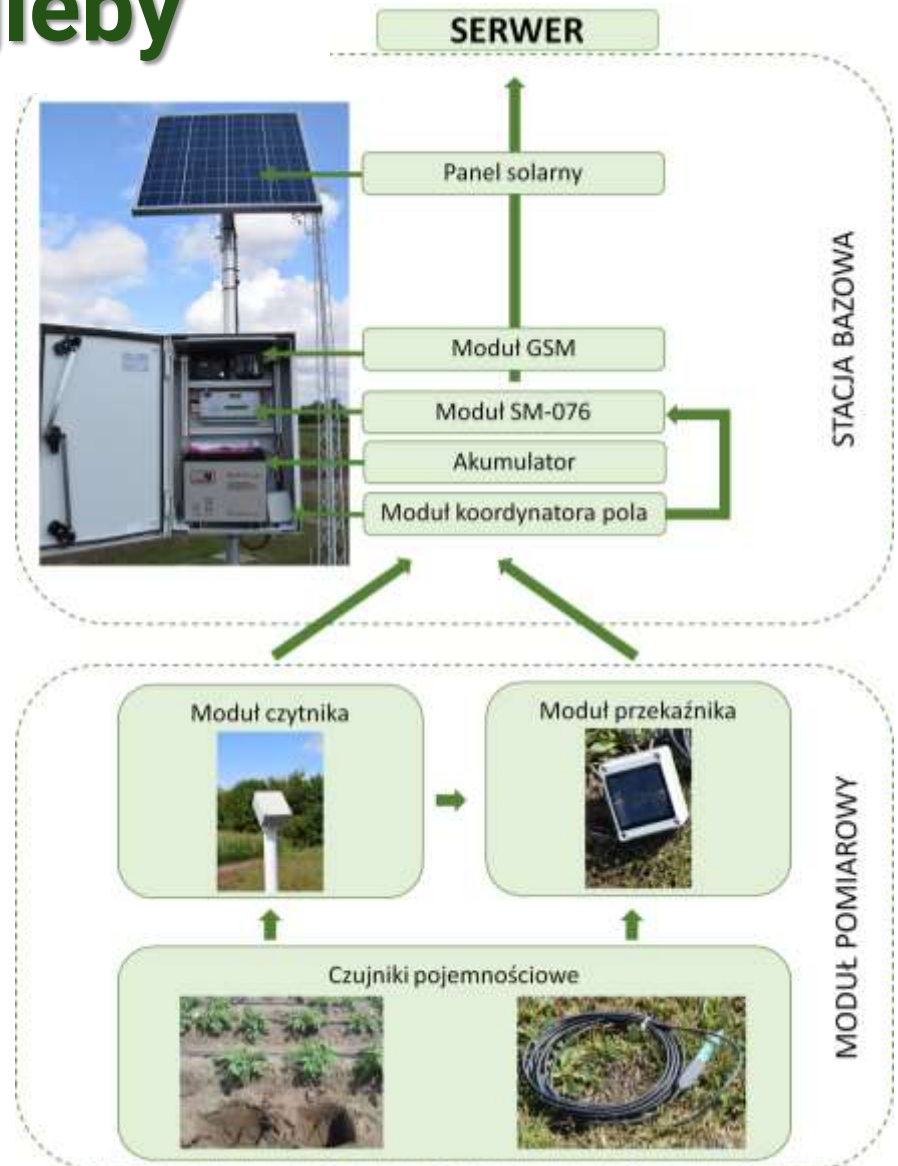 gleby
SERWER
Panel solarny
Moduł GSM
Moduł SM-076
Akumulator
Moduł koordynatora pola
STACJA BAZOWA
Moduł czytnika
Moduł przekaźnika
Czujniki pojemnościowe
MODUŁ POMIAROWY